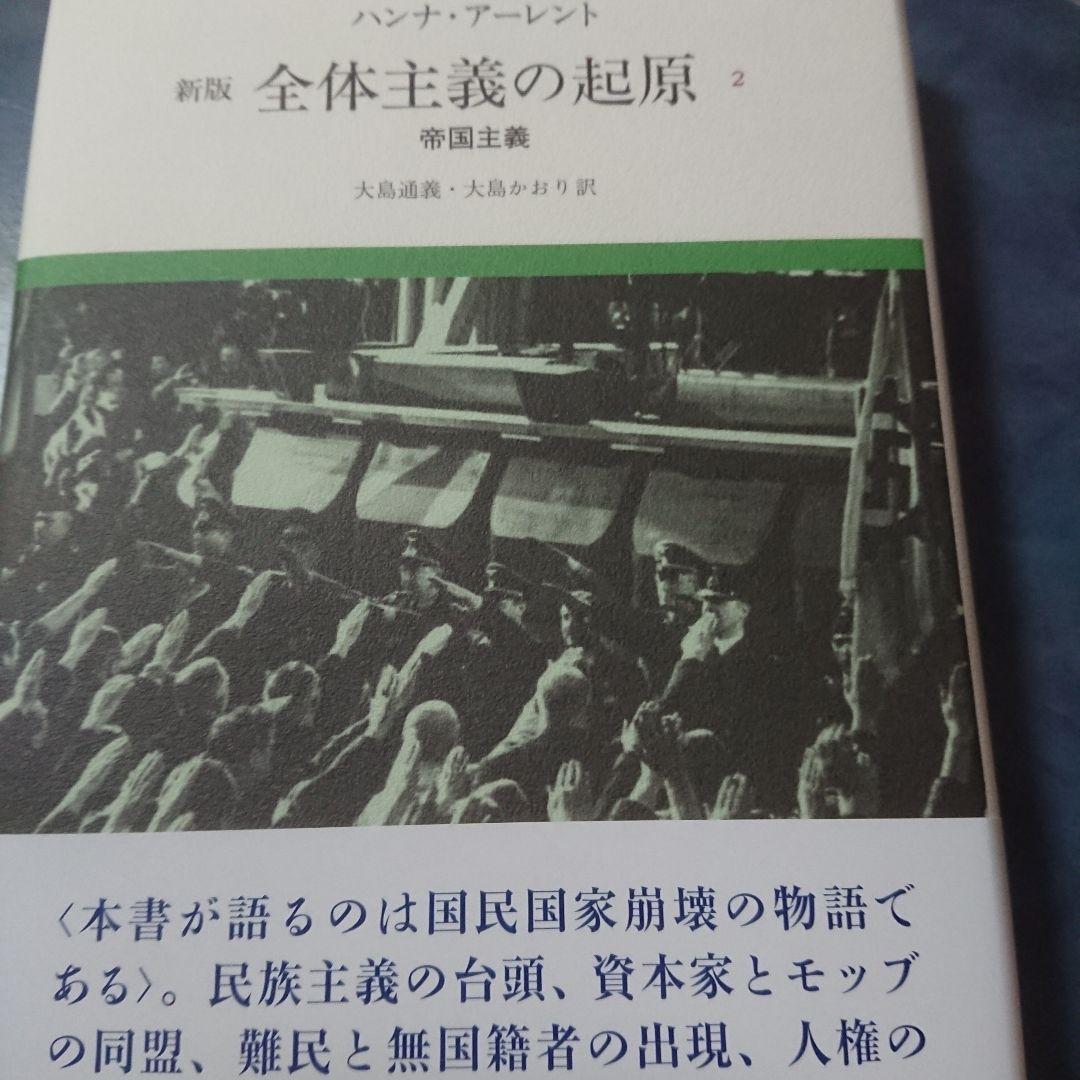 ハンナ・アーレント
新版 全体主義の起原 2
帝国主義
大島通義・大島かおり訳
〈本書が語るのは国民国家崩壊の物語で
ある〉。民族主義の台頭、資本家とモッブ
の同盟、難民と無国籍者の出現、人権の